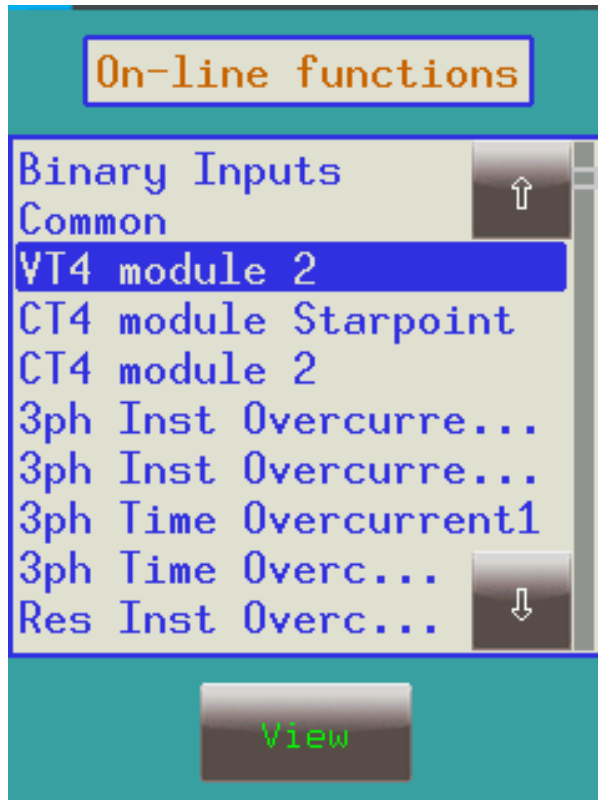 On-line functions
Binary Inputs
Common
VT4 module 2
CT4 module Starpoint
CT4 module 2
3ph Inst Overcurre...
3ph Inst Overcurre...
3ph Time Overcurrent1
3ph Time Overc...
Res Inst Overc...
View